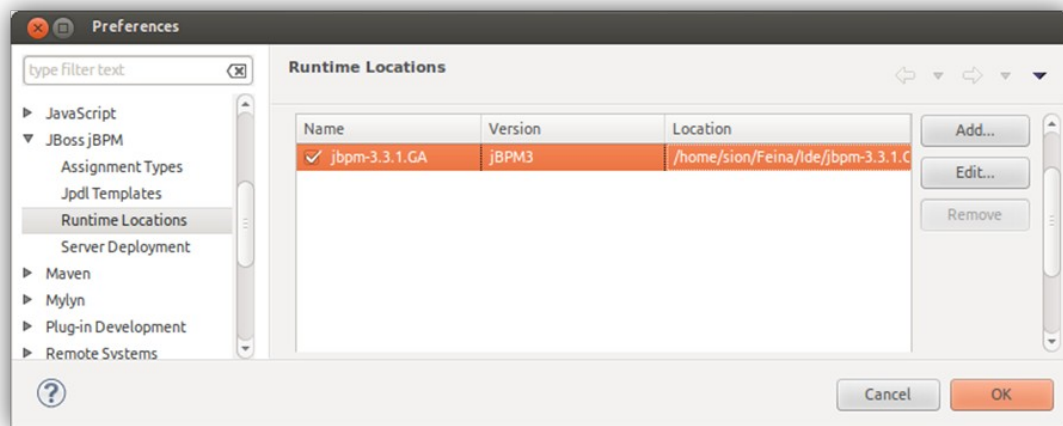 Preferences
type filter text
JavaScript
JBoss jBPM
Assignment Types
Jpdl Templates
Runtime Locations
Server Deployment
Maven
Mylyn
Plug-in Development
Remote Systems
Runtime Locations
Name Version Location
jbpm-3.3.1.GA jBPM3 /home/sion/Feina/Ide/jbpm-3.3.1.G
Add...
Edit...
Remove
? Cancel OK